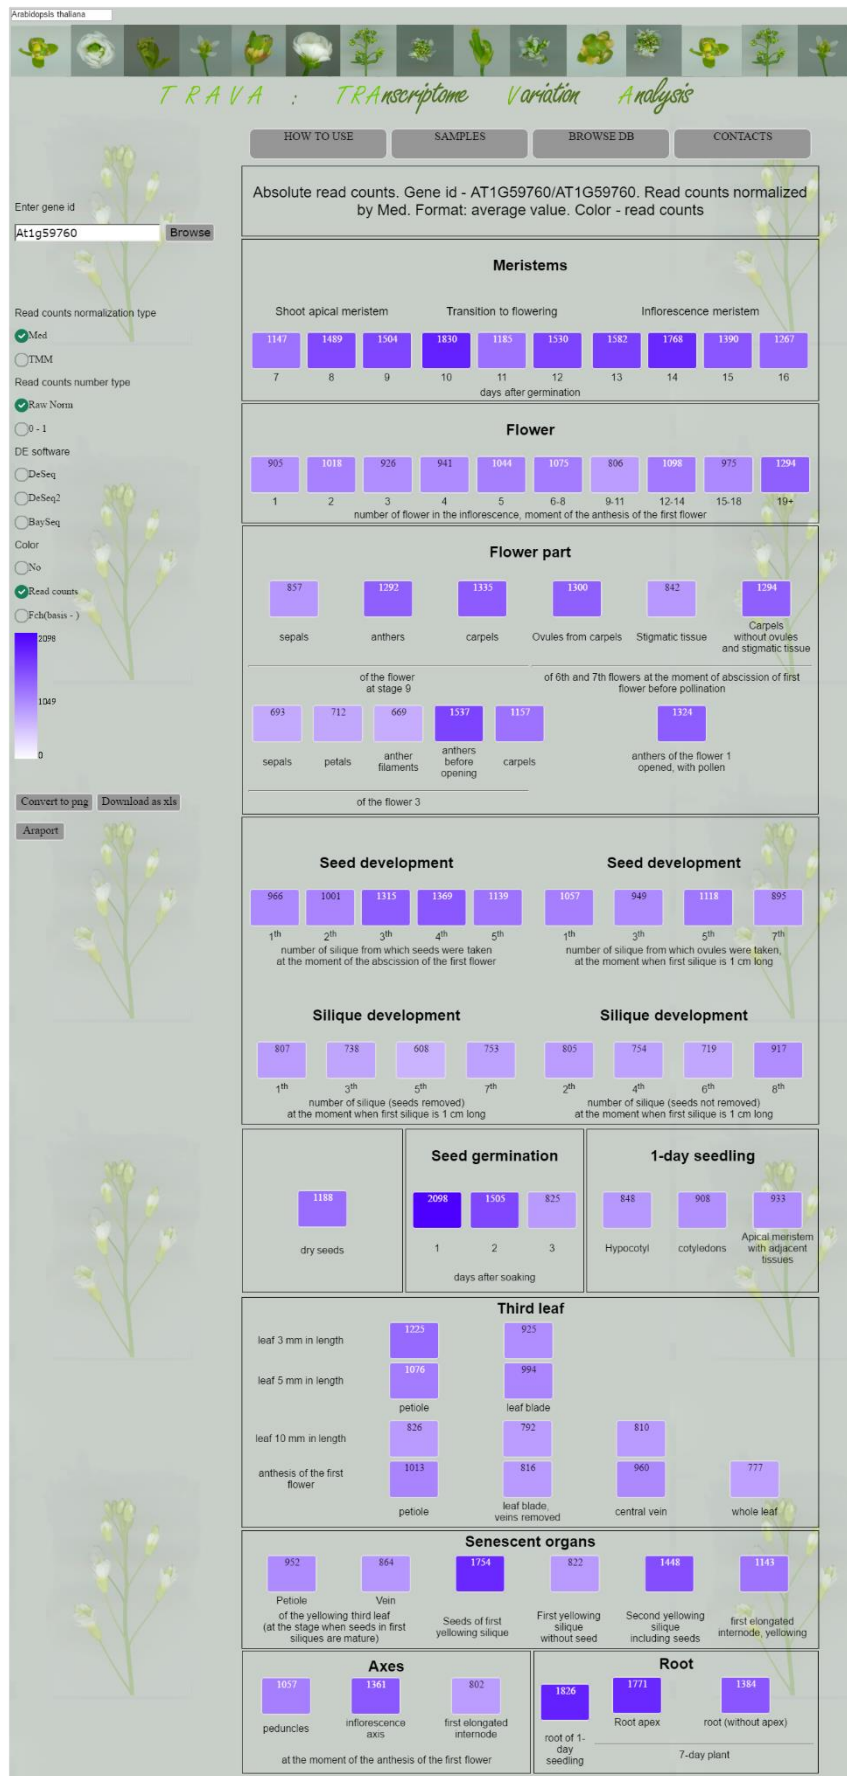 Arabidopsis thaliana
TRAVA : TRAnscriptome Variation Analysis
HOW TO USE SAMPLES BROWSE DB CONTACTS
Absolute read counts. Gene id - AT1G59760/AT1G59760. Read counts normalized
by Med. Format: average value. Color - read counts
Enter gene id
At1g59760 Browse
Read counts normalization type
Med
TMM
Read counts number type
Raw Norm
0 - 1
DE software
DeSeq
DeSeq2
BaySeq
Color
No
Read counts
Fch(basis - )
2098
1049
0
Convert to png Download as xls
Araport
Meristems
Shoot apical meristem Transition to flowering Inflorescence meristem
1147 1489 1504 1830 1185 1530 1582 1768 1390 1267
7 8 9 10 11 12 13 14 15 16
days after germination
Flower
905 1018 926 941 1044 1075 806 1098 975 1294
1 2 3 4 5 6-8 9-11 12-14 15-18 19+
number of flower in the inflorescence, moment of the anthesis of the first flower
Flower part
857 1292 1335 1300 842 1294
sepals anthers carpels Ovules from carpels Stigmatic tissue Carpels
without ovules
and stigmatic tissue
of the flower
at stage 9
of 6th and 7th flowers at the moment of abscission of first
flower before pollination
693 712 669 1537 1157 1324
sepals petals anther
filaments
anthers
before
opening
carpels
anthers of the flower 1
opened, with pollen
of the flower 3
Seed development
966 1001 1315 1369 1139
1th 2th 3th 4th 5th
number of silique from which seeds were taken
at the moment of the abscission of the first flower
Seed development
1057 949 1118 895
1th 3th 5th 7th
number of silique from which ovules were taken,
at the moment when first silique is 1 cm long
Silique development
807 738 608 753
1th 3th 5th 7th
number of silique (seeds removed)
at the moment when first silique is 1 cm long
Silique development
805 754 719 917
2th 4th 6th 8th
number of silique (seeds not removed)
at the moment when first silique is 1 cm long
1188
dry seeds
Seed germination
2098 1505 825
1 2 3
days after soaking
1-day seedling
848 908 933
Hypocotyl cotyledons Apical meristem
with adjacent
tissues
Third leaf
leaf 3 mm in length 1225 925
leaf 5 mm in length 1076 994
petiole leaf blade
leaf 10 mm in length 826 792 810
anthesis of the first
flower
1013 816 960 777
petiole leaf blade,
veins removed
central vein whole leaf
Senescent organs
952 864 1754 822 1448 1143
Petiole Vein
of the yellowing third leaf
(at the stage when seeds in first
siliques are mature)
Seeds of first
yellowing silique
First yellowing
silique
without seed
Second yellowing
silique
including seeds
first elongated
internode, yellowing
Axes
1057 1361 802
peduncles inflorescence
axis
first elongated
internode
at the moment of the anthesis of the first flower
Root
1826 1771 1384
root of 1-
day
seedling
Root apex root (without apex)
7-day plant